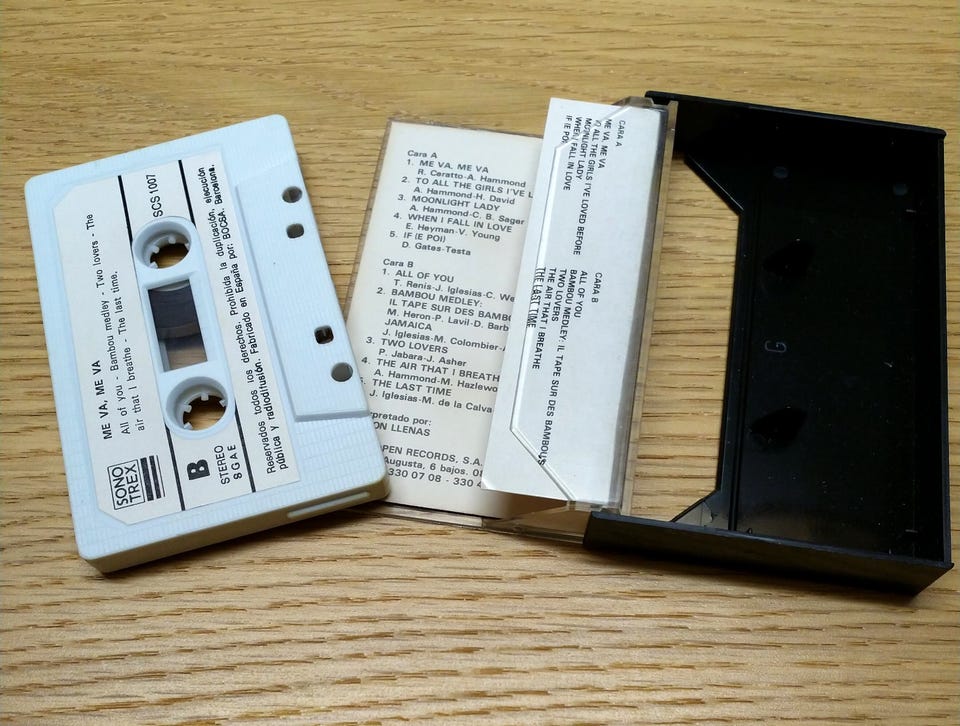 ME VA, ME VA
All of you - Bambou medley - Two lovers - The
air that I breathe - The last time.
SCS 1007
SONO
TREX
B
STEREO
SGAE
Reservados todos los derechos. Prohibida la duplicación, ejecución
pública y radiodifusión. Fabricado en España por: BOCSA. Barcelona.
Cara A
1. ME VA, ME VA
R. Ceratto-A. Hammond
2. TO ALL THE GIRLS I'VE L
A. Hammond-H. David
3. MOONLIGHT LADY
A. Hammond-C. B. Sager
4. WHEN I FALL IN LOVE
E. Heyman-V. Young
5. IF (E POI)
D. Gates-Testa
Cara B
1. ALL OF YOU
T. Renis-J. Iglesias-C. We
2. BAMBOU MEDLEY:
IL TAPE SUR DES BAMBO
M. Heron-P. Lavil-D. Barb
JAMAICA
J. Iglesias-M. Colombier-
3. TWO LOVERS
P. Jabara-J. Asher
4. THE AIR THAT I BREATH
A. Hammond-M. Hazlewo
THE LAST TIME
J. Iglesias-M. de la Calva
rpretado por:
ON LLENAS
PEN RECORDS, S.A.
Augusta, 6 bajos.
330 07 08 - 330 4
CARA A
ME VA, ME VA
TO ALL THE GIRLS I'VE LOVED BEFORE
MOONLIGHT LADY
WHEN I FALL IN LOVE
IF (E POI)
CARA B
ALL OF YOU
BAMBOU MEDLEY: IL TAPE SUR DES BAMBOUS
TWO LOVERS
THE AIR THAT I BREATHE
THE LAST TIME
G